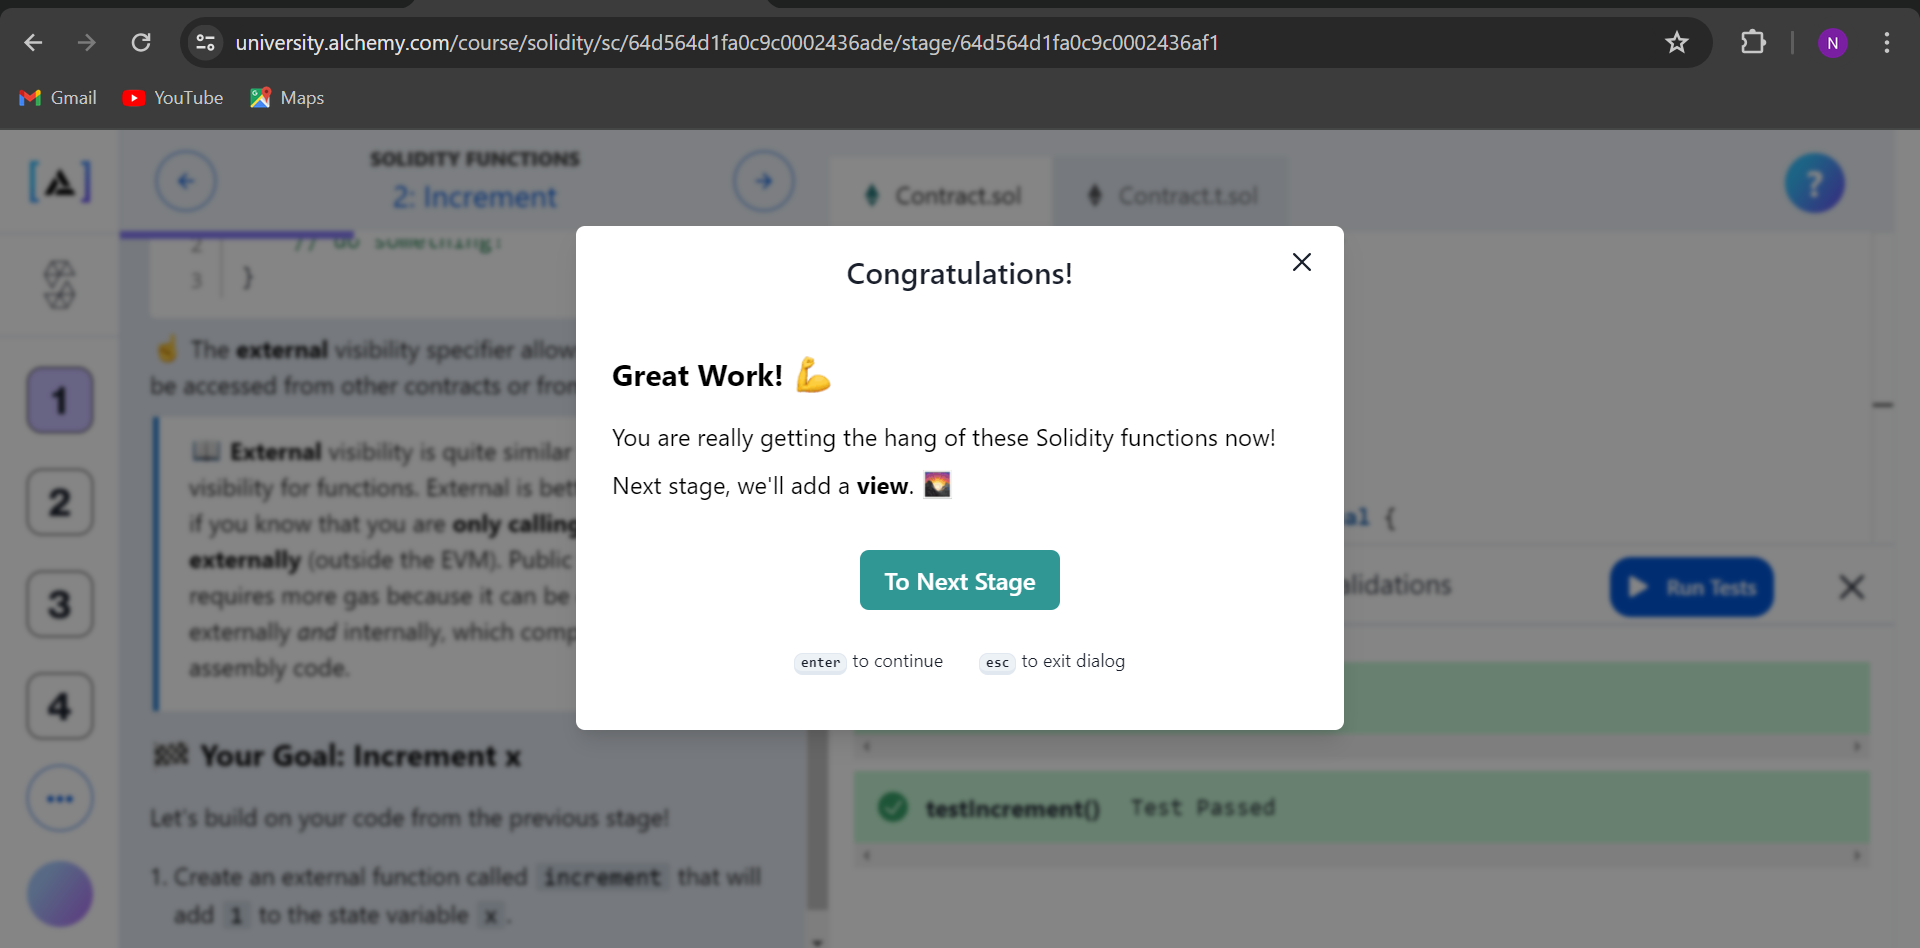 university.alchemy.com/course/solidity/sc/64d564d1fa0c9c0002436ade/stage/64d564d1fa0c9c0002436af1
N
Gmail
YouTube
Maps
SOLIDITY FUNCTIONS
2: Increment
Contract.sol
Contract.t.sol
?
2 // do something!
3 }
☝️ The external visibility specifier allow
be accessed from other contracts or fron
📖 External visibility is quite similar
visibility for functions. External is bet
if you know that you are only calling
externally (outside the EVM). Public
requires more gas because it can be
externally and internally, which comp
assembly code.
🏁 Your Goal: Increment x
Let's build on your code from the previous stage!
1. Create an external function called increment that will
add 1 to the state variable x.
1
2
3
4
Congratulations!
Great Work! 💪
You are really getting the hang of these Solidity functions now!
Next stage, we'll add a view. 🌄
To Next Stage
enter to continue esc to exit dialog
al {
alidations
Run Tests
testIncrement() Test Passed